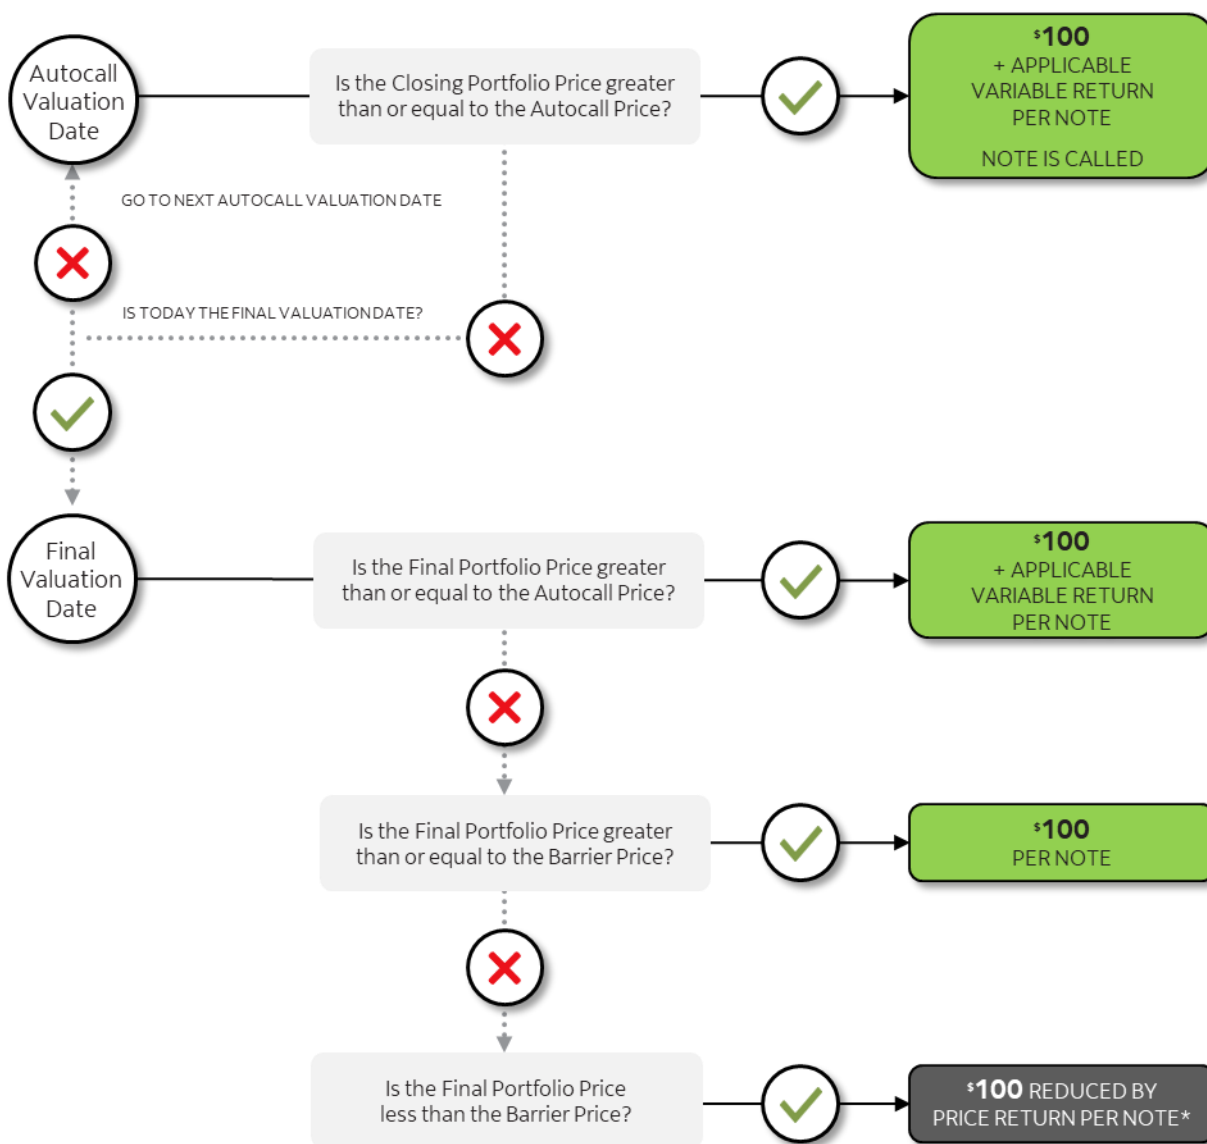 Autocall
Valuation
Date
Is the Closing Portfolio Price greater
than or equal to the Autocall Price?
$100
+ APPLICABLE
VARIABLE RETURN
PER NOTE
NOTE IS CALLED
GO TO NEXT AUTOCALL VALUATION DATE
IS TODAY THE FINAL VALUATION DATE?
Final
Valuation
Date
Is the Final Portfolio Price greater
than or equal to the Autocall Price?
$100
+ APPLICABLE
VARIABLE RETURN
PER NOTE
Is the Final Portfolio Price greater
than or equal to the Barrier Price?
$100
PER NOTE
Is the Final Portfolio Price
less than the Barrier Price?
$100 REDUCED BY
PRICE RETURN PER NOTE*